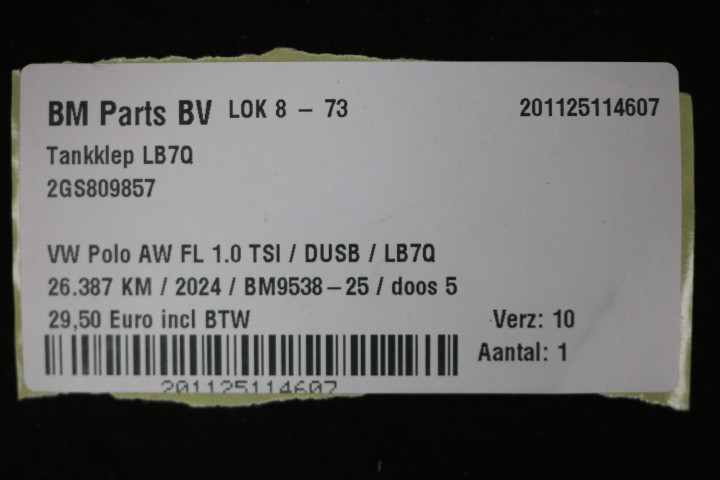 BM Parts BV LOK 8 - 73 201125114607
Tankklep LB7Q
2GS809857
VW Polo AW FL 1.0 TSI / DUSB / LB7Q
26.387 KM / 2024 / BM9538-25 / doos 5
29,50 Euro incl BTW Verz: 10
Aantal: 1
201125114607